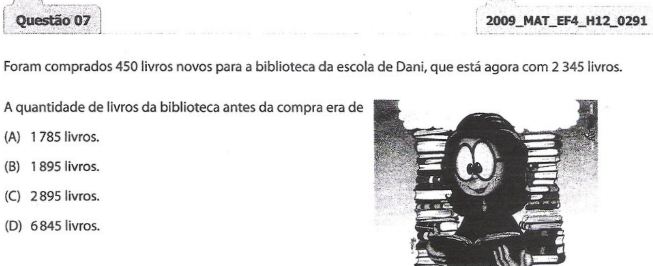 Questão 07
2009_MAT_EF4_H12_0291
Foram comprados 450 livros novos para a biblioteca da escola de Dani, que está agora com 2 345 livros.
A quantidade de livros da biblioteca antes da compra era de
(A) 1 785 livros.
(B) 1 895 livros.
(C) 2 895 livros.
(D) 6 845 livros.